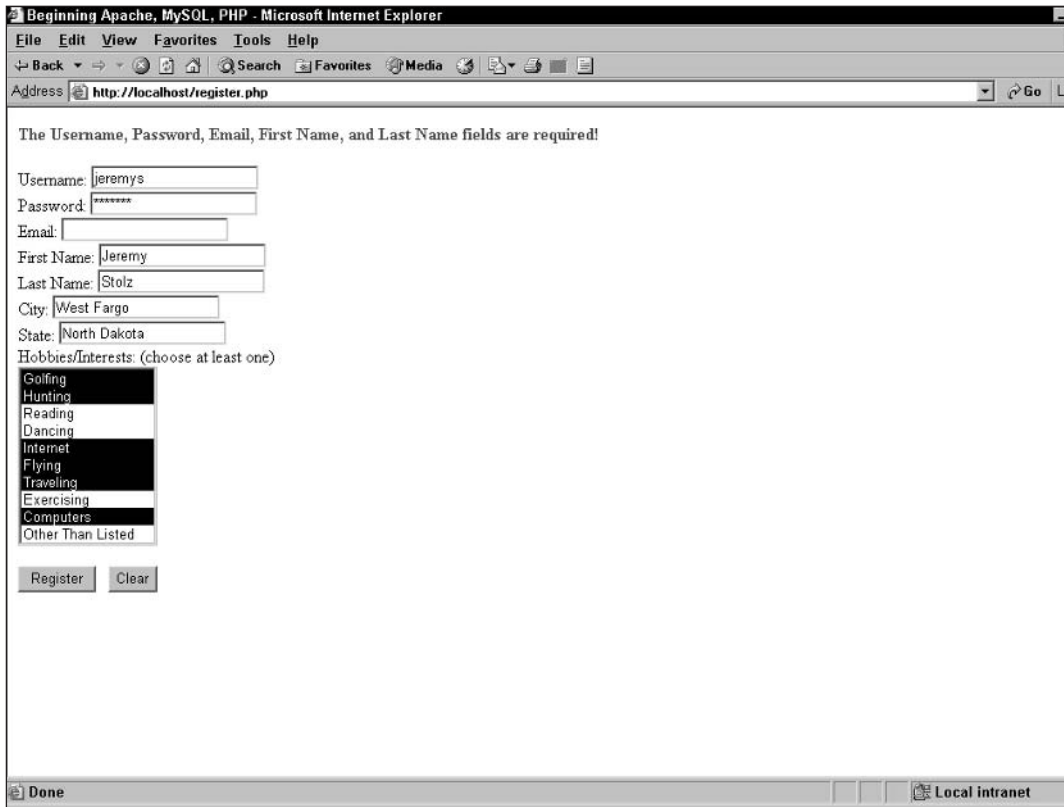 Beginning Apache, MySQL, PHP - Microsoft Internet Explorer
File Edit View Favorites Tools Help
Back Search Favorites Media
Address http://localhost/register.php Go L
The Username, Password, Email, First Name, and Last Name fields are required!
Username: jeremys
Password: *******
Email:
First Name: Jeremy
Last Name: Stolz
City: West Fargo
State: North Dakota
Hobbies/Interests: (choose at least one)
Golfing
Hunting
Reading
Dancing
Internet
Flying
Traveling
Exercising
Computers
Other Than Listed
Register Clear
Done Local intranet